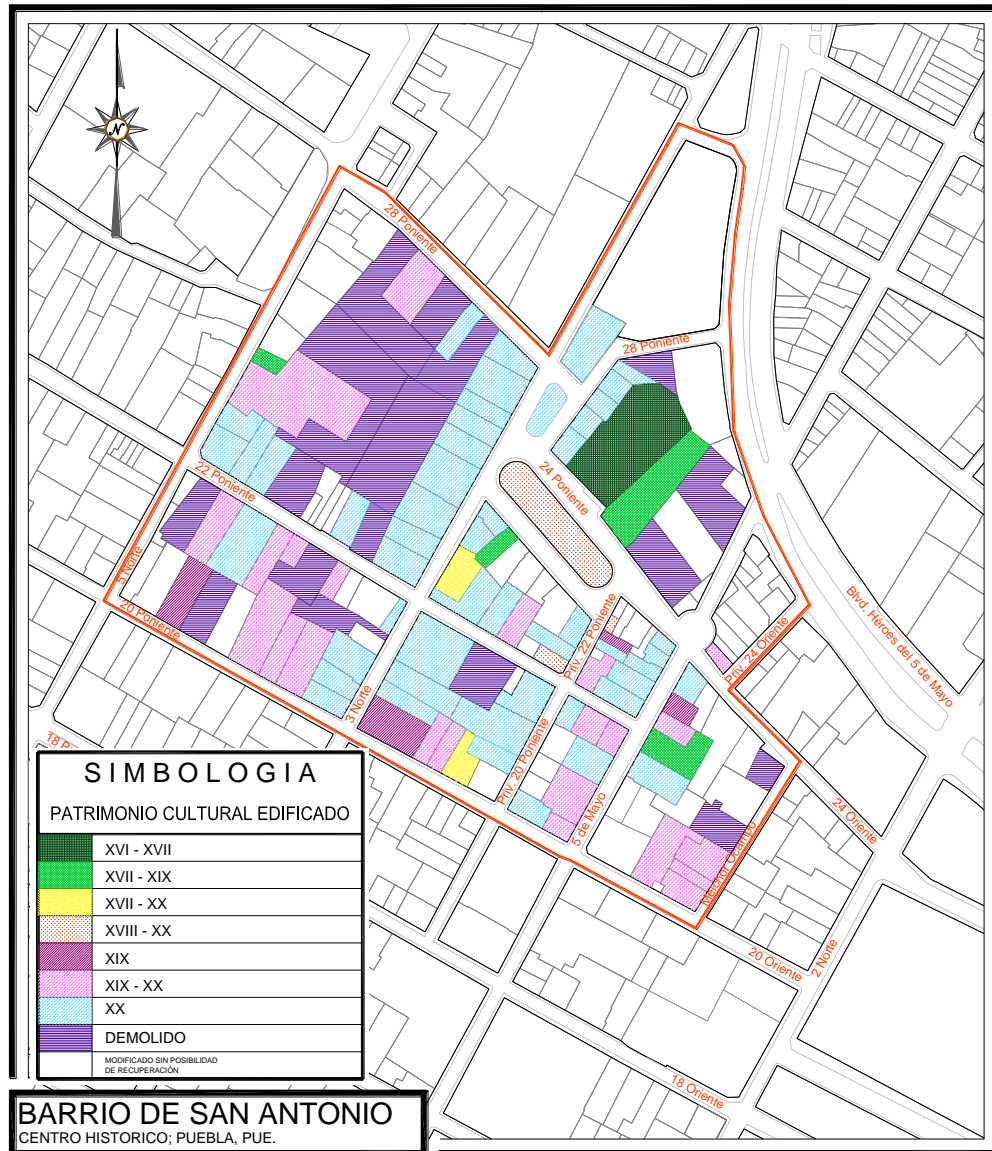 N
28 Poniente
28 Poniente
24 Poniente
22 Poniente
5 Norte
20 Poniente
Priv. 22 Poniente
Priv. 24 Oriente
Blvd. Héroes del 5 de Mayo
3 Norte
Priv. 20 Poniente
5 de Mayo
Melchor Ocampo
24 Oriente
20 Oriente
2 Norte
18 Oriente
18 P
SIMBOLOGIA
PATRIMONIO CULTURAL EDIFICADO
XVI - XVII
XVII - XIX
XVII - XX
XVIII - XX
XIX
XIX - XX
XX
DEMOLIDO
MODIFICADO SIN POSIBILIDAD
DE RECUPERACIÓN
BARRIO DE SAN ANTONIO
CENTRO HISTORICO; PUEBLA, PUE.